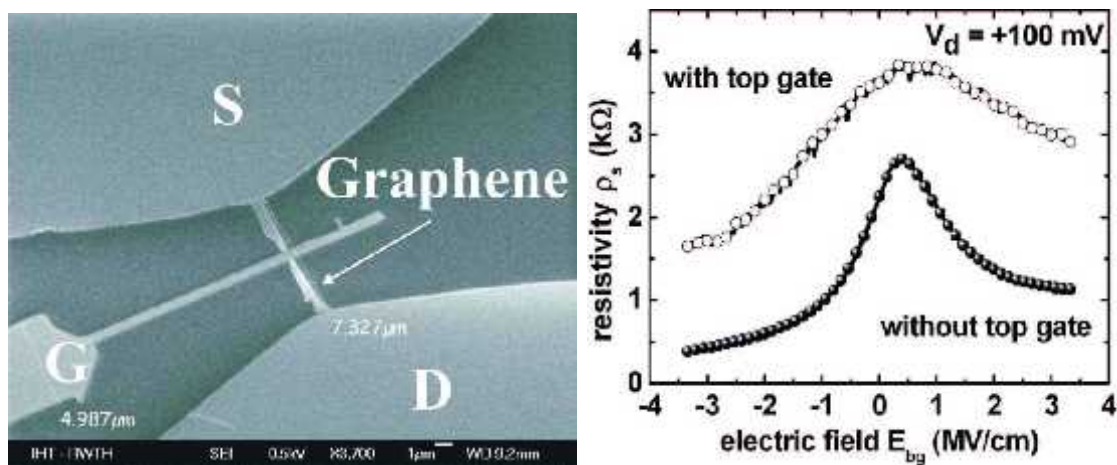 S
Graphene
7.327µm
G
4.987µm
D
IHT - RWTH SEI 0.5kV X3,700 1µm WD 9.2mm
V_d = +100 mV
with top gate
without top gate
resistivity ρ_s (kΩ)
4
3
2
1
0
-4 -3 -2 -1 0 1 2 3 4
electric field E_bg (MV/cm)